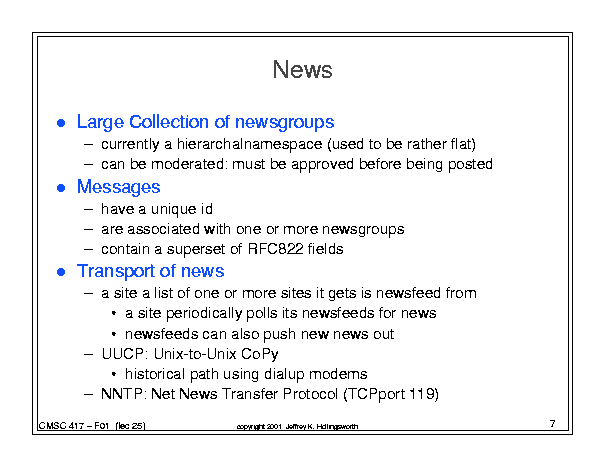 News
● Large Collection of newsgroups
– currently a hierarchalnamespace (used to be rather flat)
– can be moderated: must be approved before being posted
● Messages
– have a unique id
– are associated with one or more newsgroups
– contain a superset of RFC822 fields
● Transport of news
– a site a list of one or more sites it gets is newsfeed from
• a site periodically polls its newsfeeds for news
• newsfeeds can also push new news out
– UUCP: Unix-to-Unix CoPy
• historical path using dialup modems
– NNTP: Net News Transfer Protocol (TCPport 119)
CMSC 417 – F01 (lec 25) copyright 2001 Jeffrey K. Hollingsworth 7